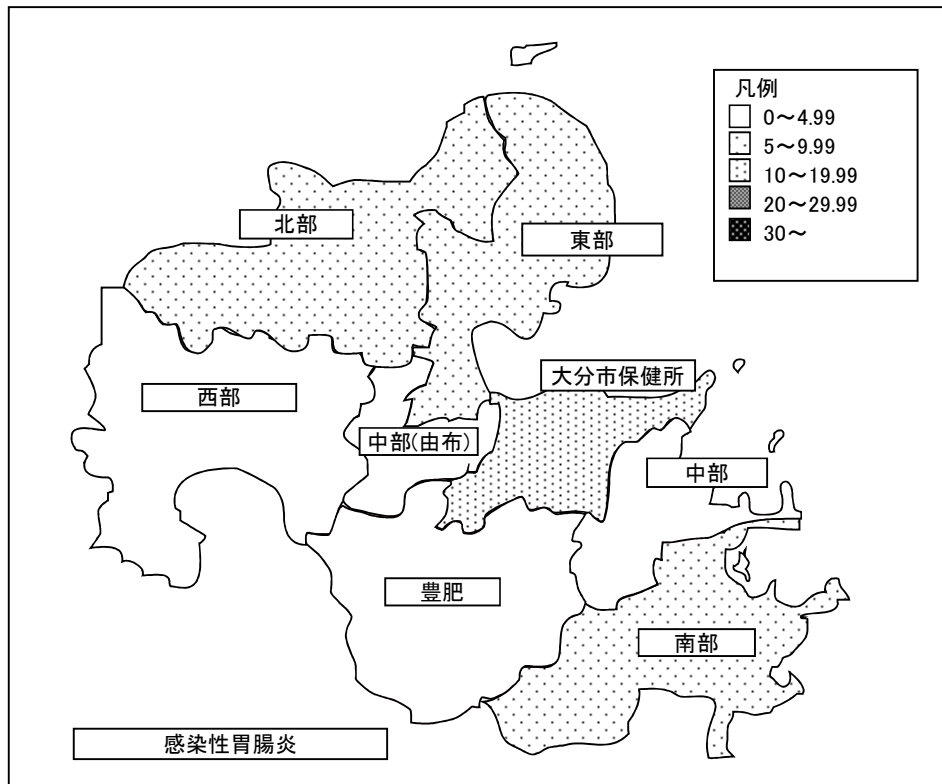 凡例
0～4.99
5～9.99
10～19.99
20～29.99
30～
北部
東部
大分市保健所
西部
中部(由布)
中部
豊肥
南部
感染性胃腸炎